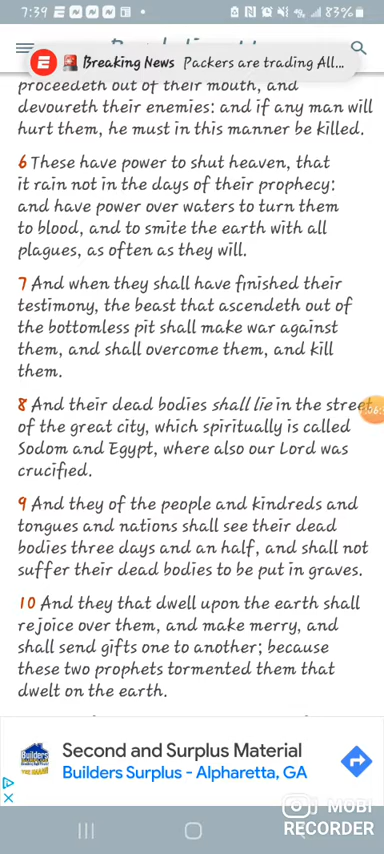 7:39
83%
Breaking News Packers are trading All...
proceedeth out of their mouth, and
devoureth their enemies: and if any man will
hurt them, he must in this manner be killed.
6 These have power to shut heaven, that
it rain not in the days of their prophecy:
and have power over waters to turn them
to blood, and to smite the earth with all
plagues, as often as they will.
7 And when they shall have finished their
testimony, the beast that ascendeth out of
the bottomless pit shall make war against
them, and shall overcome them, and kill
them.
8 And their dead bodies shall lie in the street
of the great city, which spiritually is called
Sodom and Egypt, where also our Lord was
crucified.
9 And they of the people and kindreds and
tongues and nations shall see their dead
bodies three days and an half, and shall not
suffer their dead bodies to be put in graves.
10 And they that dwell upon the earth shall
rejoice over them, and make merry, and
shall send gifts one to another; because
these two prophets tormented them that
dwelt on the earth.
Builders
Second and Surplus Material
Builders Surplus - Alpharetta, GA
MOBI
RECORDER